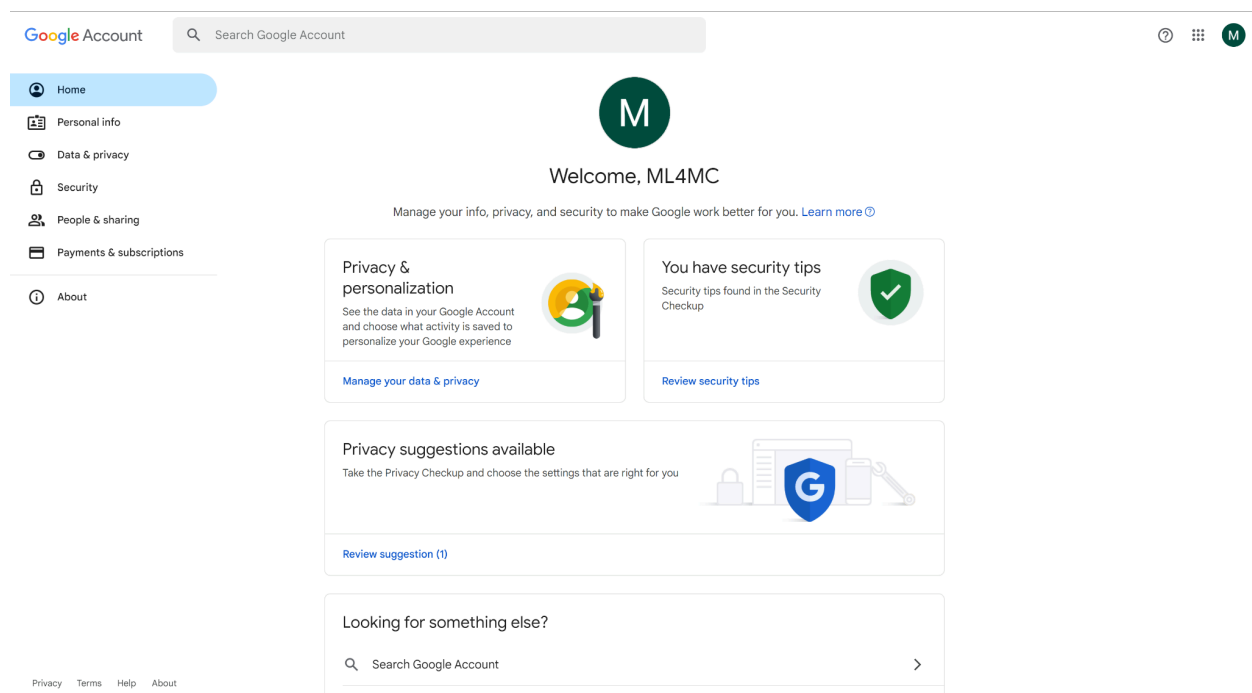 Google Account
Search Google Account
M
Home
Personal info
Data & privacy
Security
People & sharing
Payments & subscriptions
About
M
Welcome, ML4MC
Manage your info, privacy, and security to make Google work better for you. Learn more
Privacy &
personalization
See the data in your Google Account
and choose what activity is saved to
personalize your Google experience
Manage your data & privacy
You have security tips
Security tips found in the Security
Checkup
Review security tips
Privacy suggestions available
Take the Privacy Checkup and choose the settings that are right for you
G
Review suggestion (1)
Looking for something else?
Search Google Account
Privacy Terms Help About